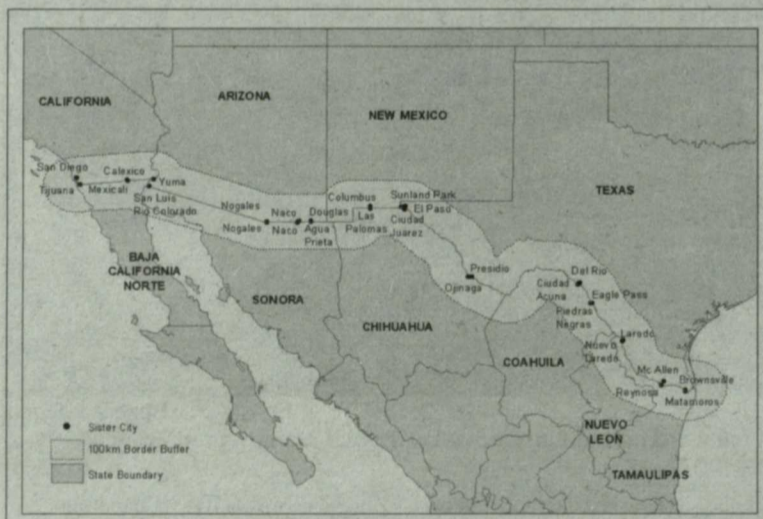 CALIFORNIA
ARIZONA
NEW MEXICO
TEXAS
San Diego
Tijuana
Calexico
Mexicali
Yuma
San Luis
Rio Colorado
Nogales
Nogales
Naco
Naco
Douglas
Agua
Prieta
Columbus
Las
Palomas
Sunland Park
El Paso
Ciudad
Juarez
Presidio
Ojinaga
Del Rio
Ciudad
Acuna
Eagle Pass
Piedras
Negras
Laredo
Nuevo
Laredo
Mc Allen
Reynosa
Brownsville
Matamoros
BAJA
CALIFORNIA
NORTE
SONORA
CHIHUAHUA
COAHUILA
NUEVO
LEON
TAMAULIPAS
Sister City
100km Border Buffer
State Boundary